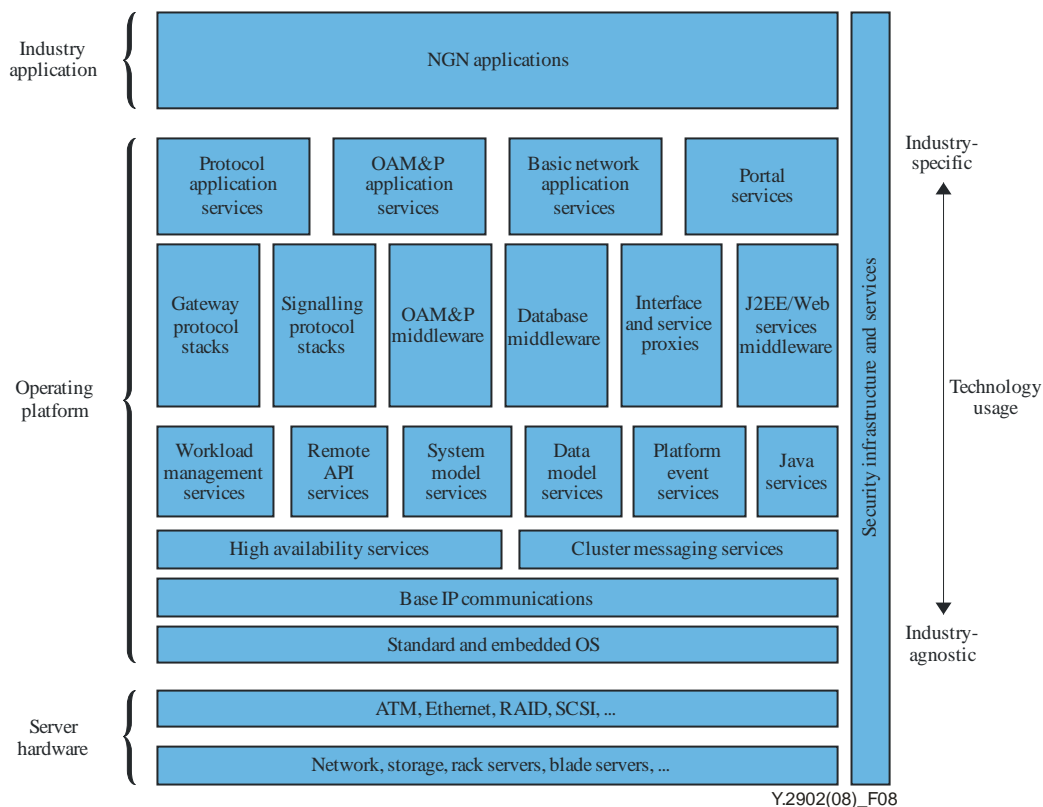 Industry
application
NGN applications
Protocol
application
services
OAM&P
application
services
Basic network
application
services
Portal
services
Industry-
specific
Gateway
protocol
stacks
Signalling
protocol
stacks
OAM&P
middleware
Database
middleware
Interface
and service
proxies
J2EE/Web
services
middleware
Security infrastructure and services
Operating
platform
Technology
usage
Workload
management
services
Remote
API
services
System
model
services
Data
model
services
Platform
event
services
Java
services
High availability services
Cluster messaging services
Base IP communications
Standard and embedded OS
Industry-
agnostic
Server
hardware
ATM, Ethernet, RAID, SCSI, ...
Network, storage, rack servers, blade servers, ...
Y.2902(08)_F08